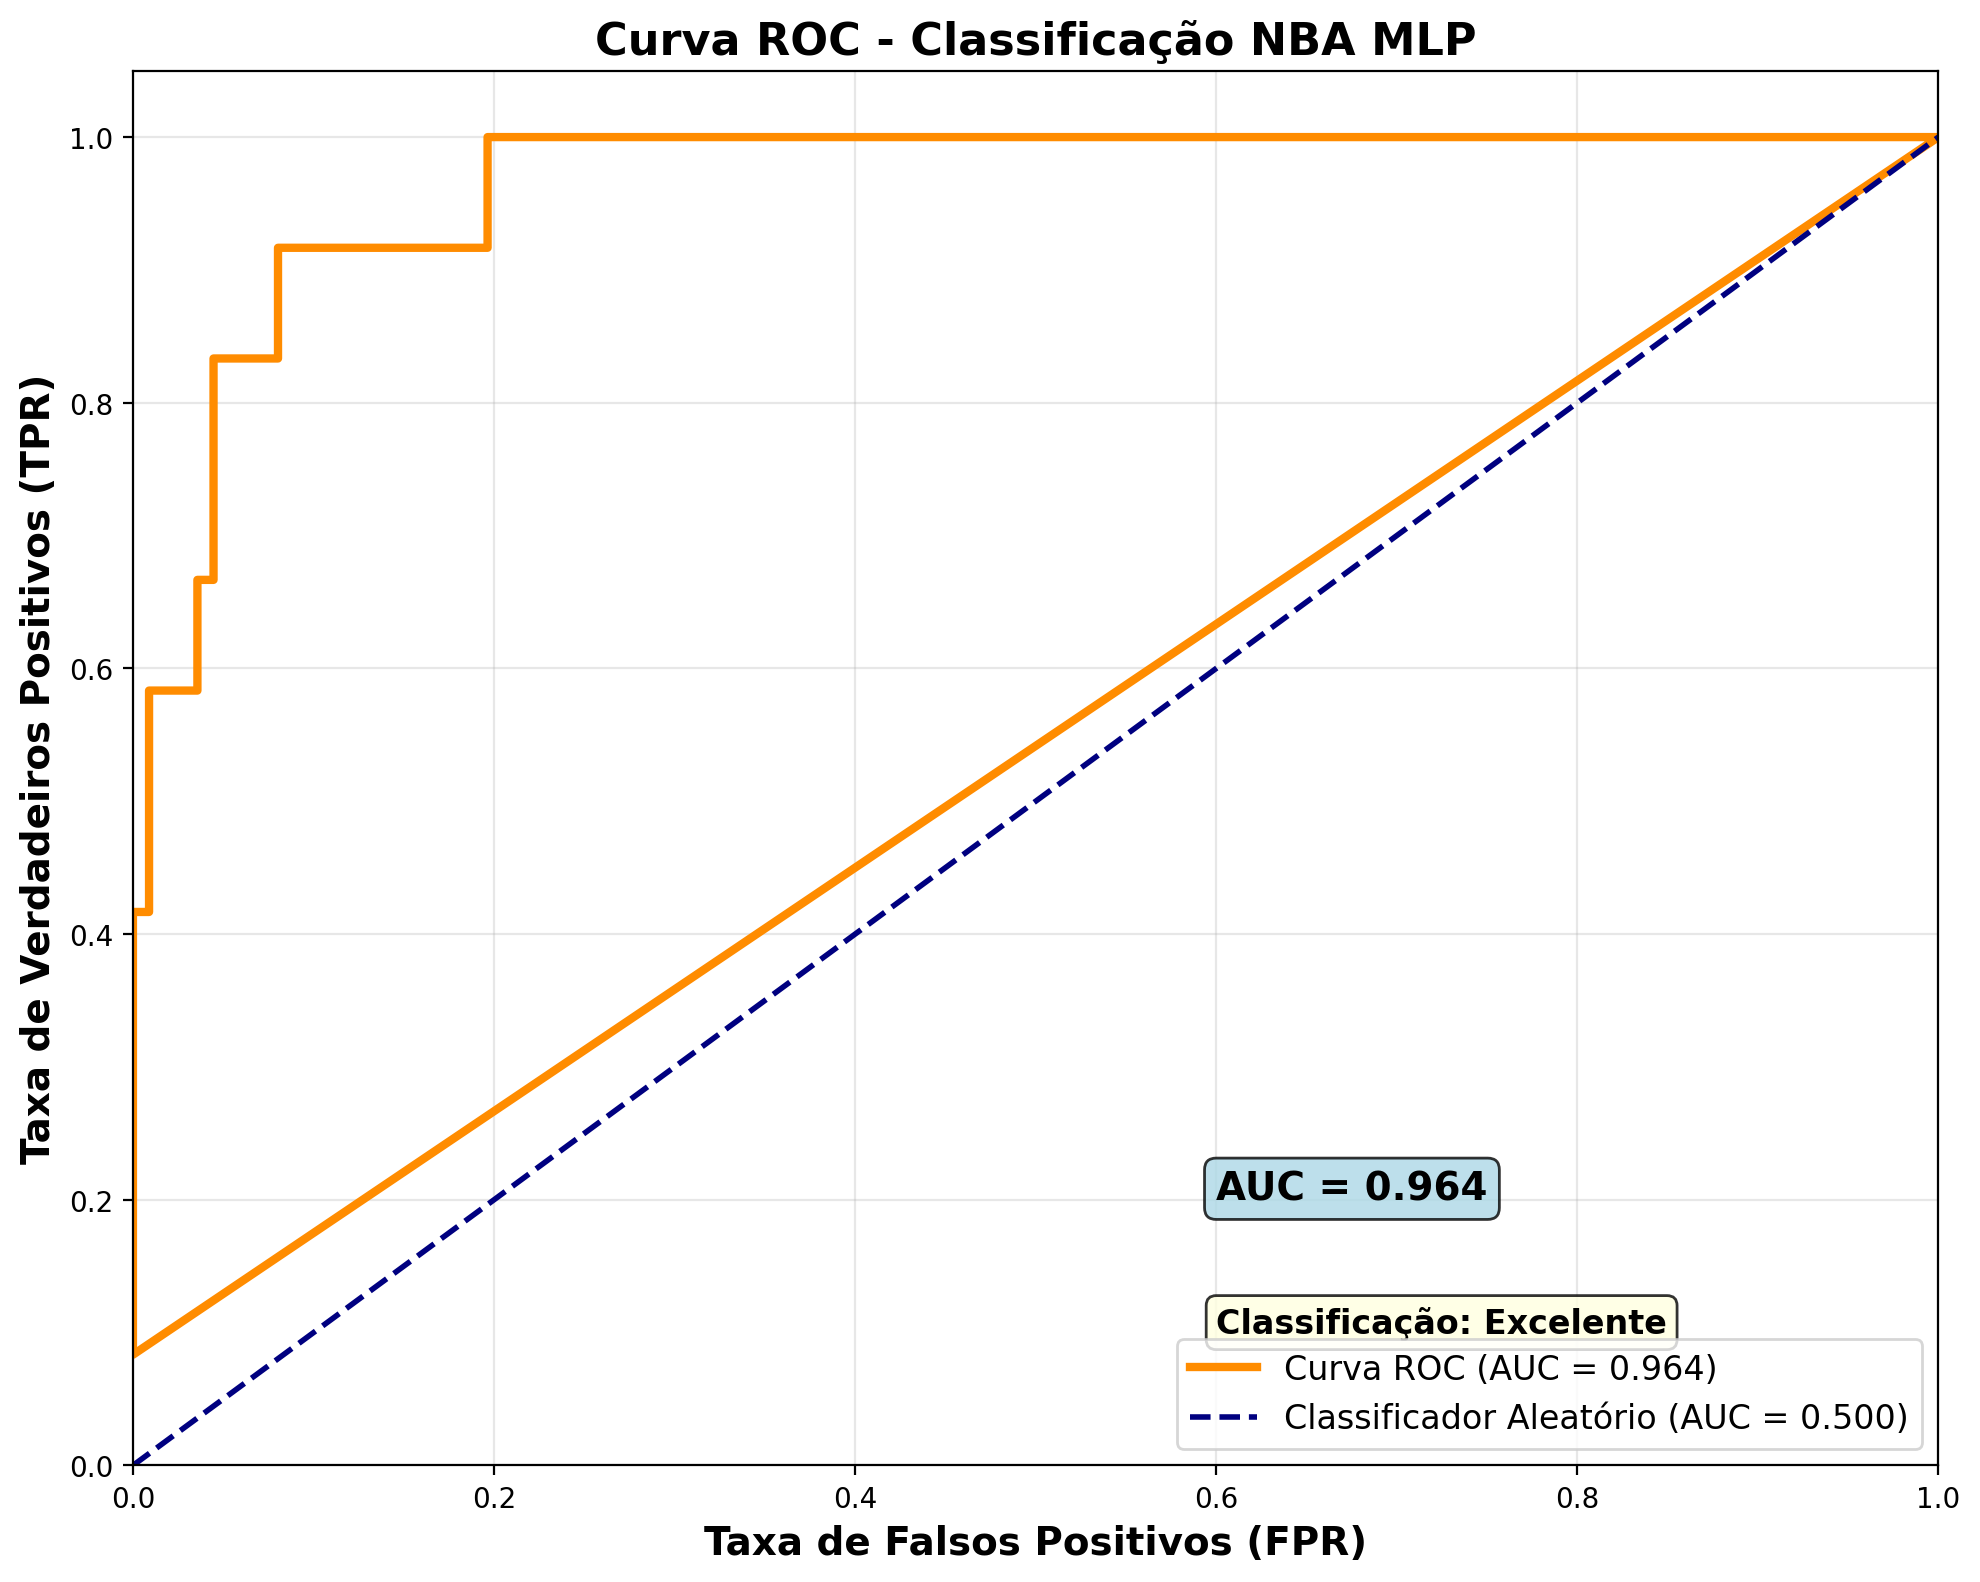 Curva ROC - Classificação NBA MLP
Taxa de Verdadeiros Positivos (TPR)
1.0
0.8
0.6
0.4
0.2
0.0
AUC = 0.964
Classificação: Excelente
Curva ROC (AUC = 0.964)
Classificador Aleatório (AUC = 0.500)
0.0 0.2 0.4 0.6 0.8 1.0
Taxa de Falsos Positivos (FPR)